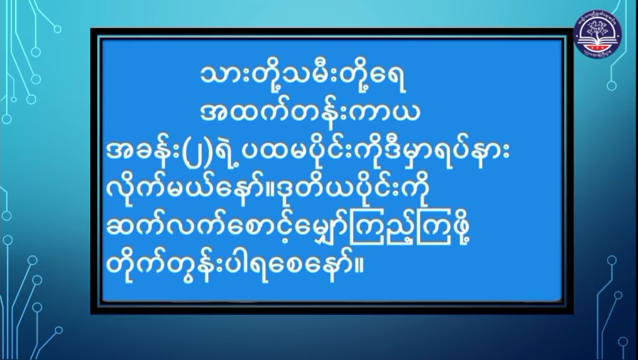 သားတို့သမီးတို့ရေ
အထက်တန်းကာယ
အခန်း(၂)ရဲ့ပထမပိုင်းကိုဒီမှာရပ်နား
လိုက်မယ်နော်။ဒုတိယပိုင်းကို
ဆက်လက်စောင့်မျှော်ကြည့်ကြဖို့
တိုက်တွန်းပါရစေနော်။